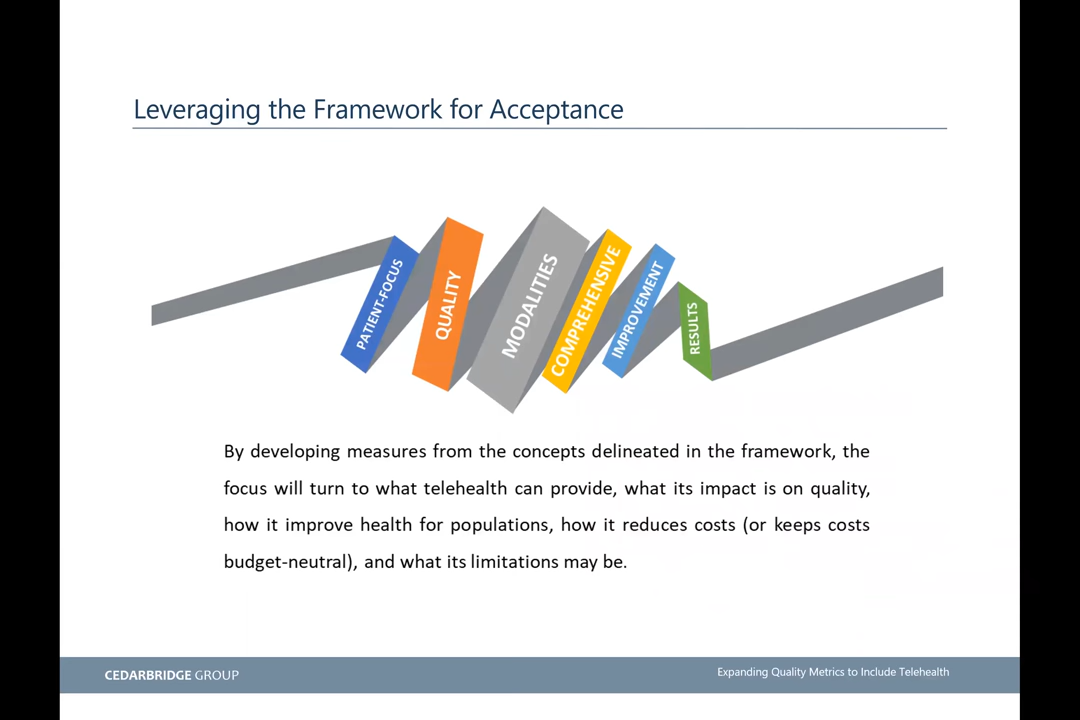 Leveraging the Framework for Acceptance
PATIENT-FOCUS
QUALITY
MODALITIES
COMPREHENSIVE
IMPROVEMENT
RESULTS
By developing measures from the concepts delineated in the framework, the
focus will turn to what telehealth can provide, what its impact is on quality,
how it improve health for populations, how it reduces costs (or keeps costs
budget-neutral), and what its limitations may be.
CEDARBRIDGE GROUP
Expanding Quality Metrics to Include Telehealth